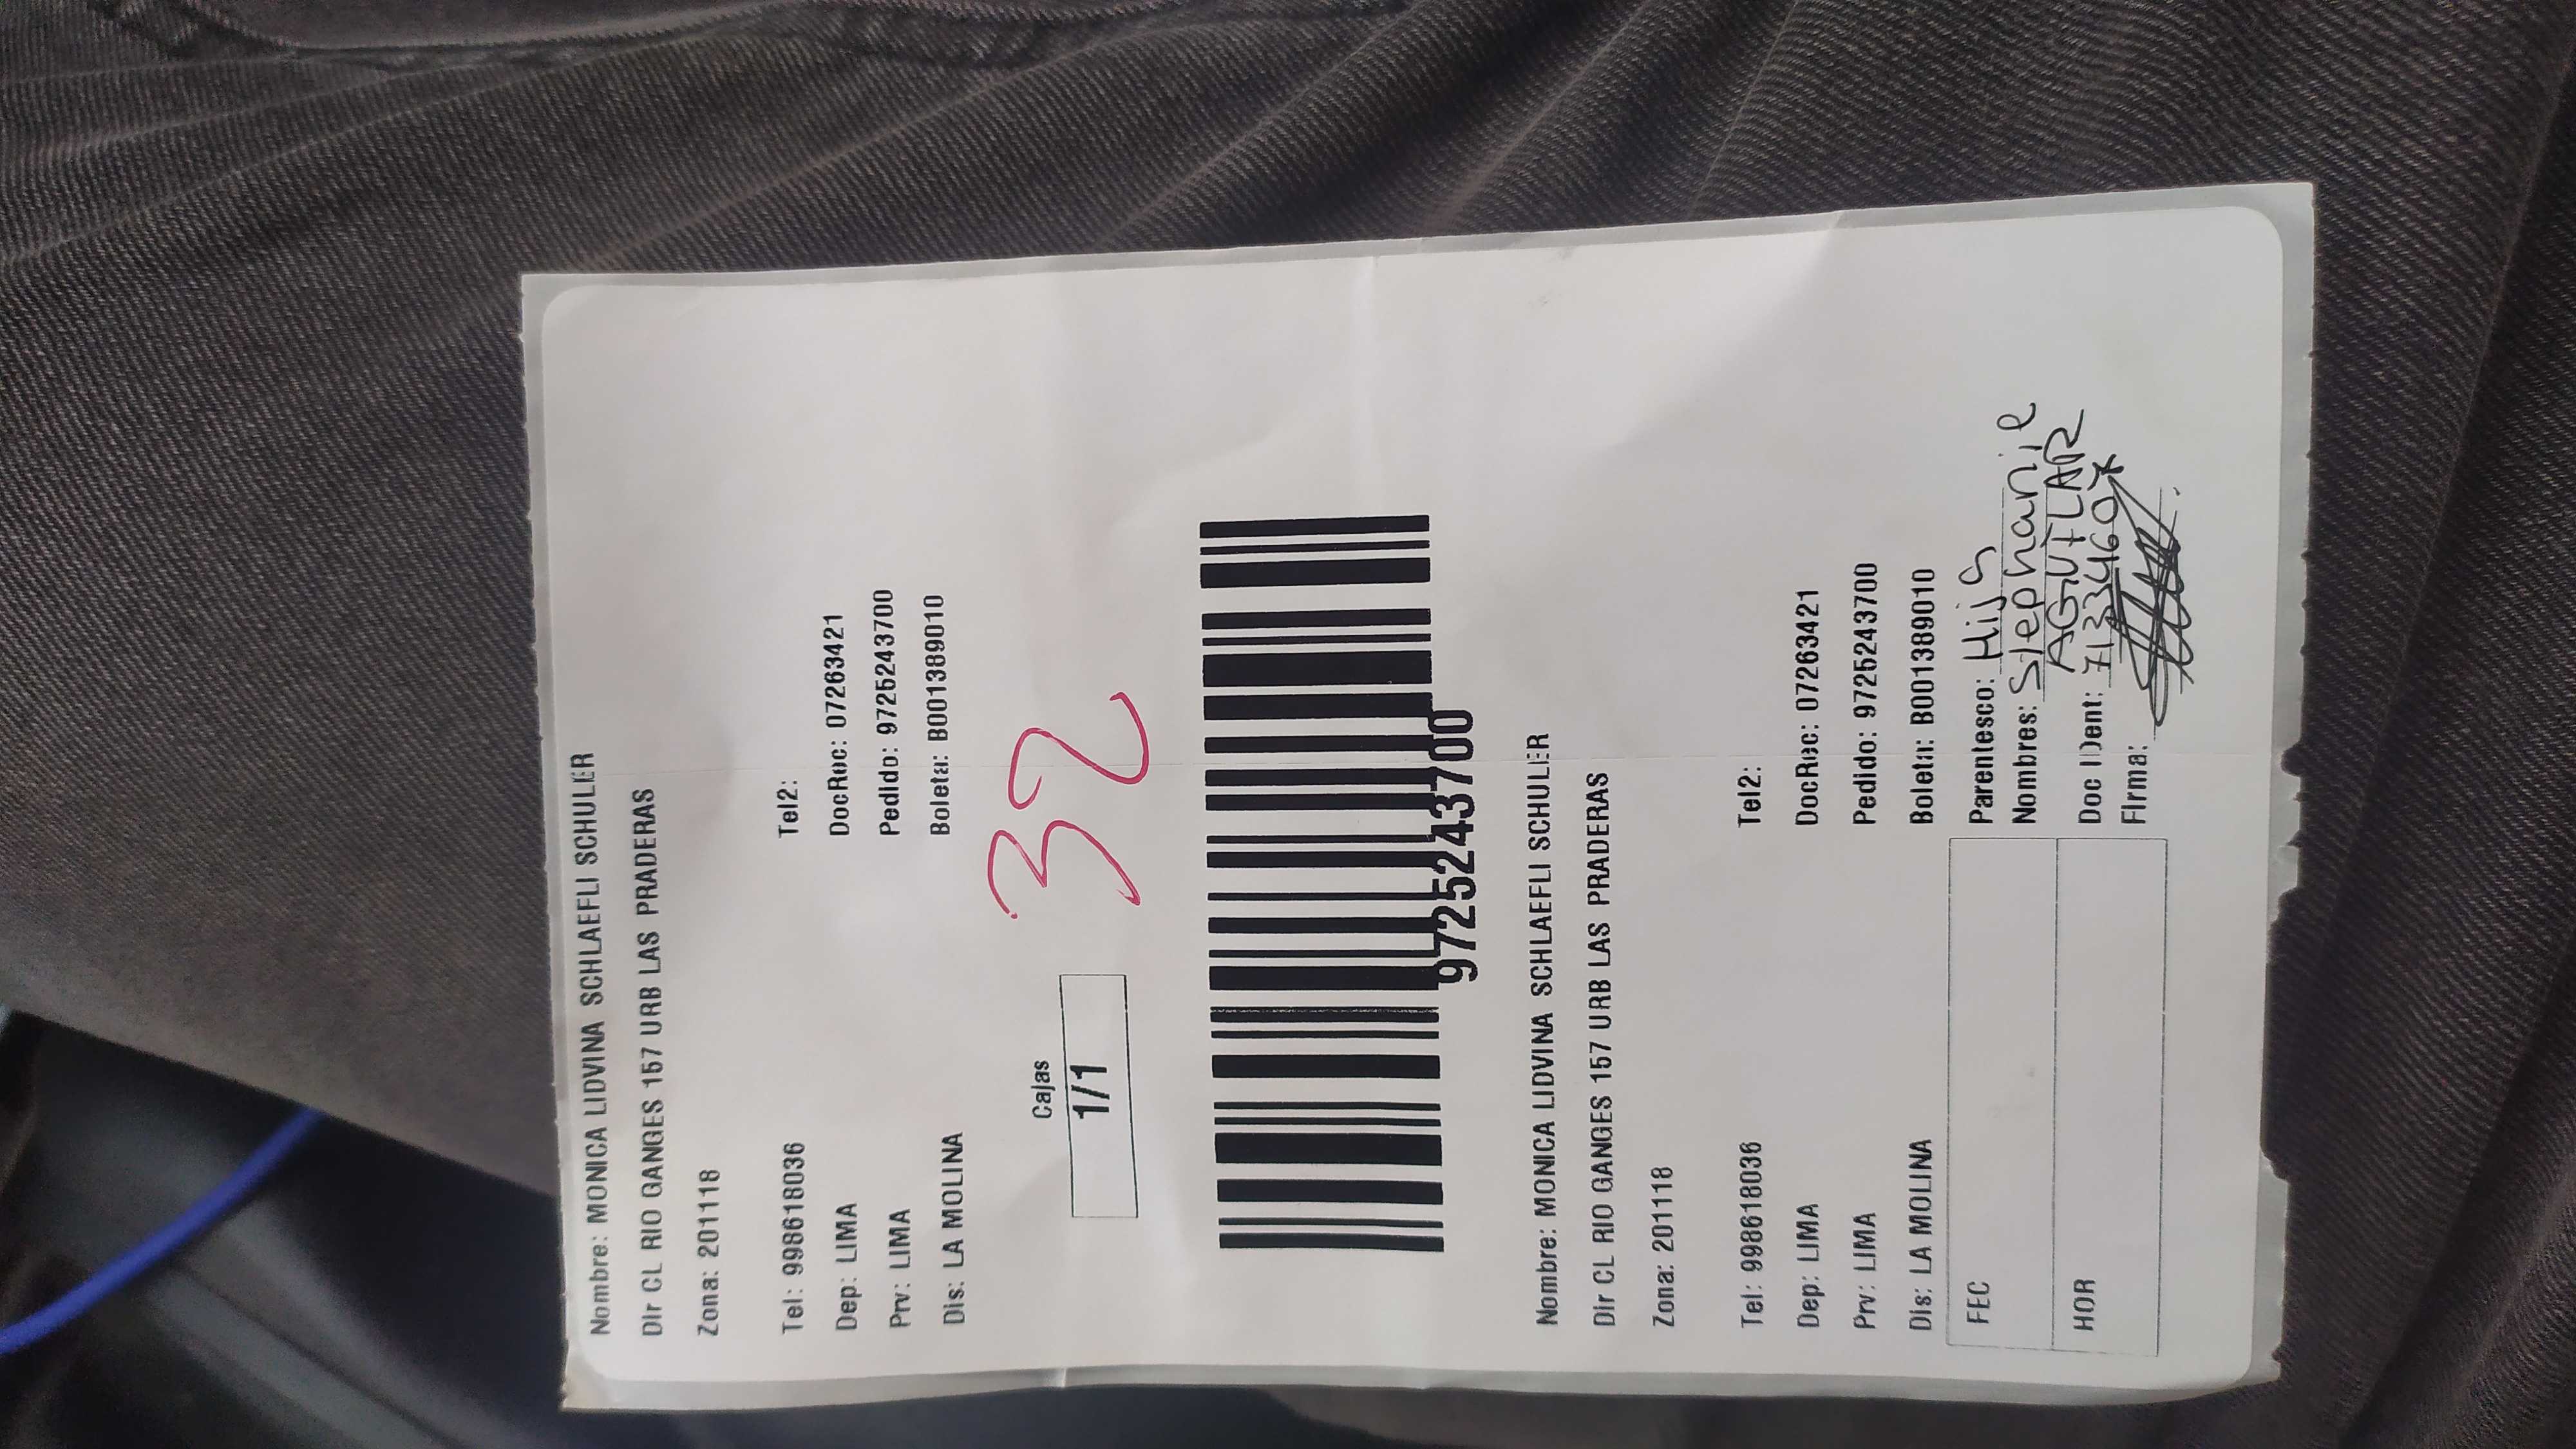 Nombre: MONICA LIDVINA SCHLAEFLI SCHULER
Dir CL RIO GANGES 157 URB LAS PRADERAS
Zona: 201118
Tel: 998618036 Tel2:
Dep: LIMA DocRec: 07263421
Prv: LIMA Pedido: 9725243700
Dis: LA MOLINA Boleta: B001389010
32
Cajas
1/1
9725243700
Nombre: MONICA LIDVINA SCHLAEFLI SCHULER
Dir CL RIO GANGES 157 URB LAS PRADERAS
Zona: 201118
Tel: 998618036 Tel2:
Dep: LIMA DocRec: 07263421
Prv: LIMA Pedido: 9725243700
Dis: LA MOLINA Boleta: B001389010
FEC Parentesco: Hija
Nombres: Stephanie
AGUILAR
HOR Doc IDent: 71334607
Firma: